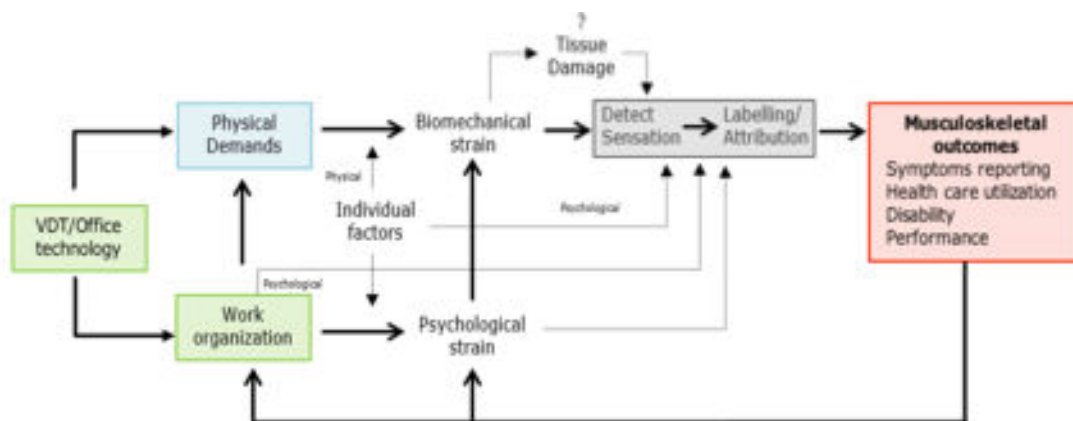 ?
Tissue
Damage
Physical
Demands
Biomechanical
strain
Detect
Sensation
Labelling/
Attribution
Musculoskeletal
outcomes
Symptoms reporting
Health care utilization
Disability
Performance
Physical
Individual
factors
Psychological
VDT/Office
technology
Psychological
Work
organization
Psychological
strain